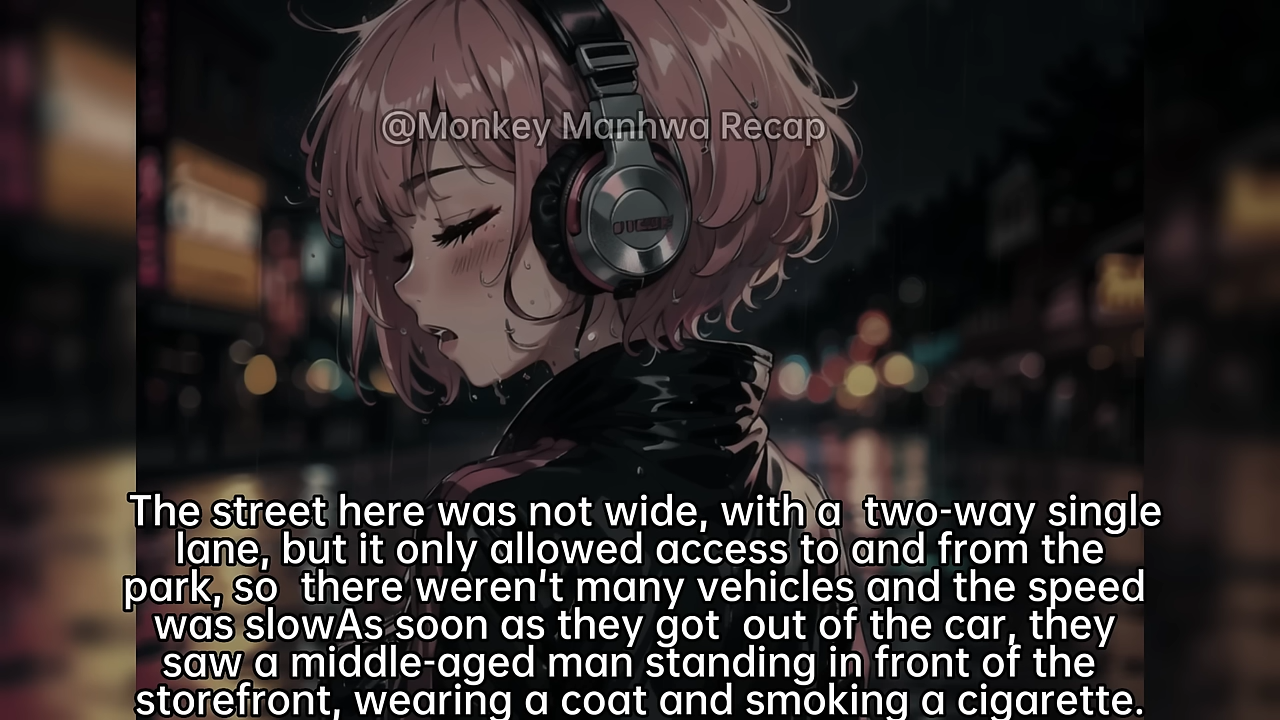 @Monkey Manhwa Recap
The street here was not wide, with a  two-way single
lane, but it only allowed access to and from the
park, so  there weren't many vehicles and the speed
was slowAs soon as they got  out of the car, they
saw a middle-aged man standing in front of the
storefront, wearing a coat and smoking a cigarette.